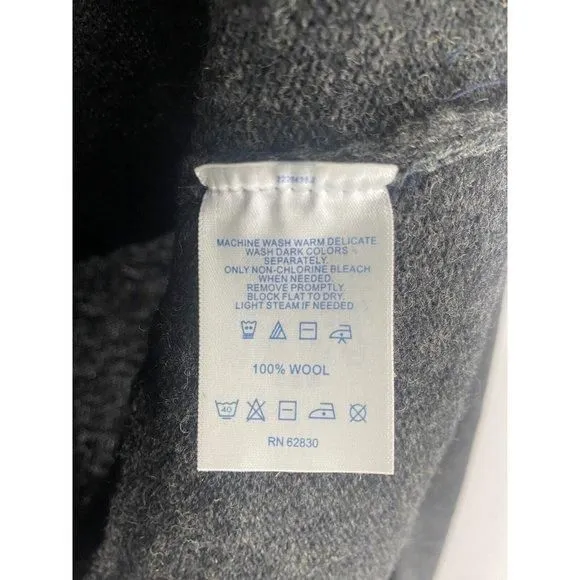 MACHINE WASH WARM DELICATE.
WASH DARK COLORS
SEPARATELY.
ONLY NON-CHLORINE BLEACH
WHEN NEEDED.
REMOVE PROMPTLY.
BLOCK FLAT TO DRY.
LIGHT STEAM IF NEEDED.
100% WOOL
40
RN 62830